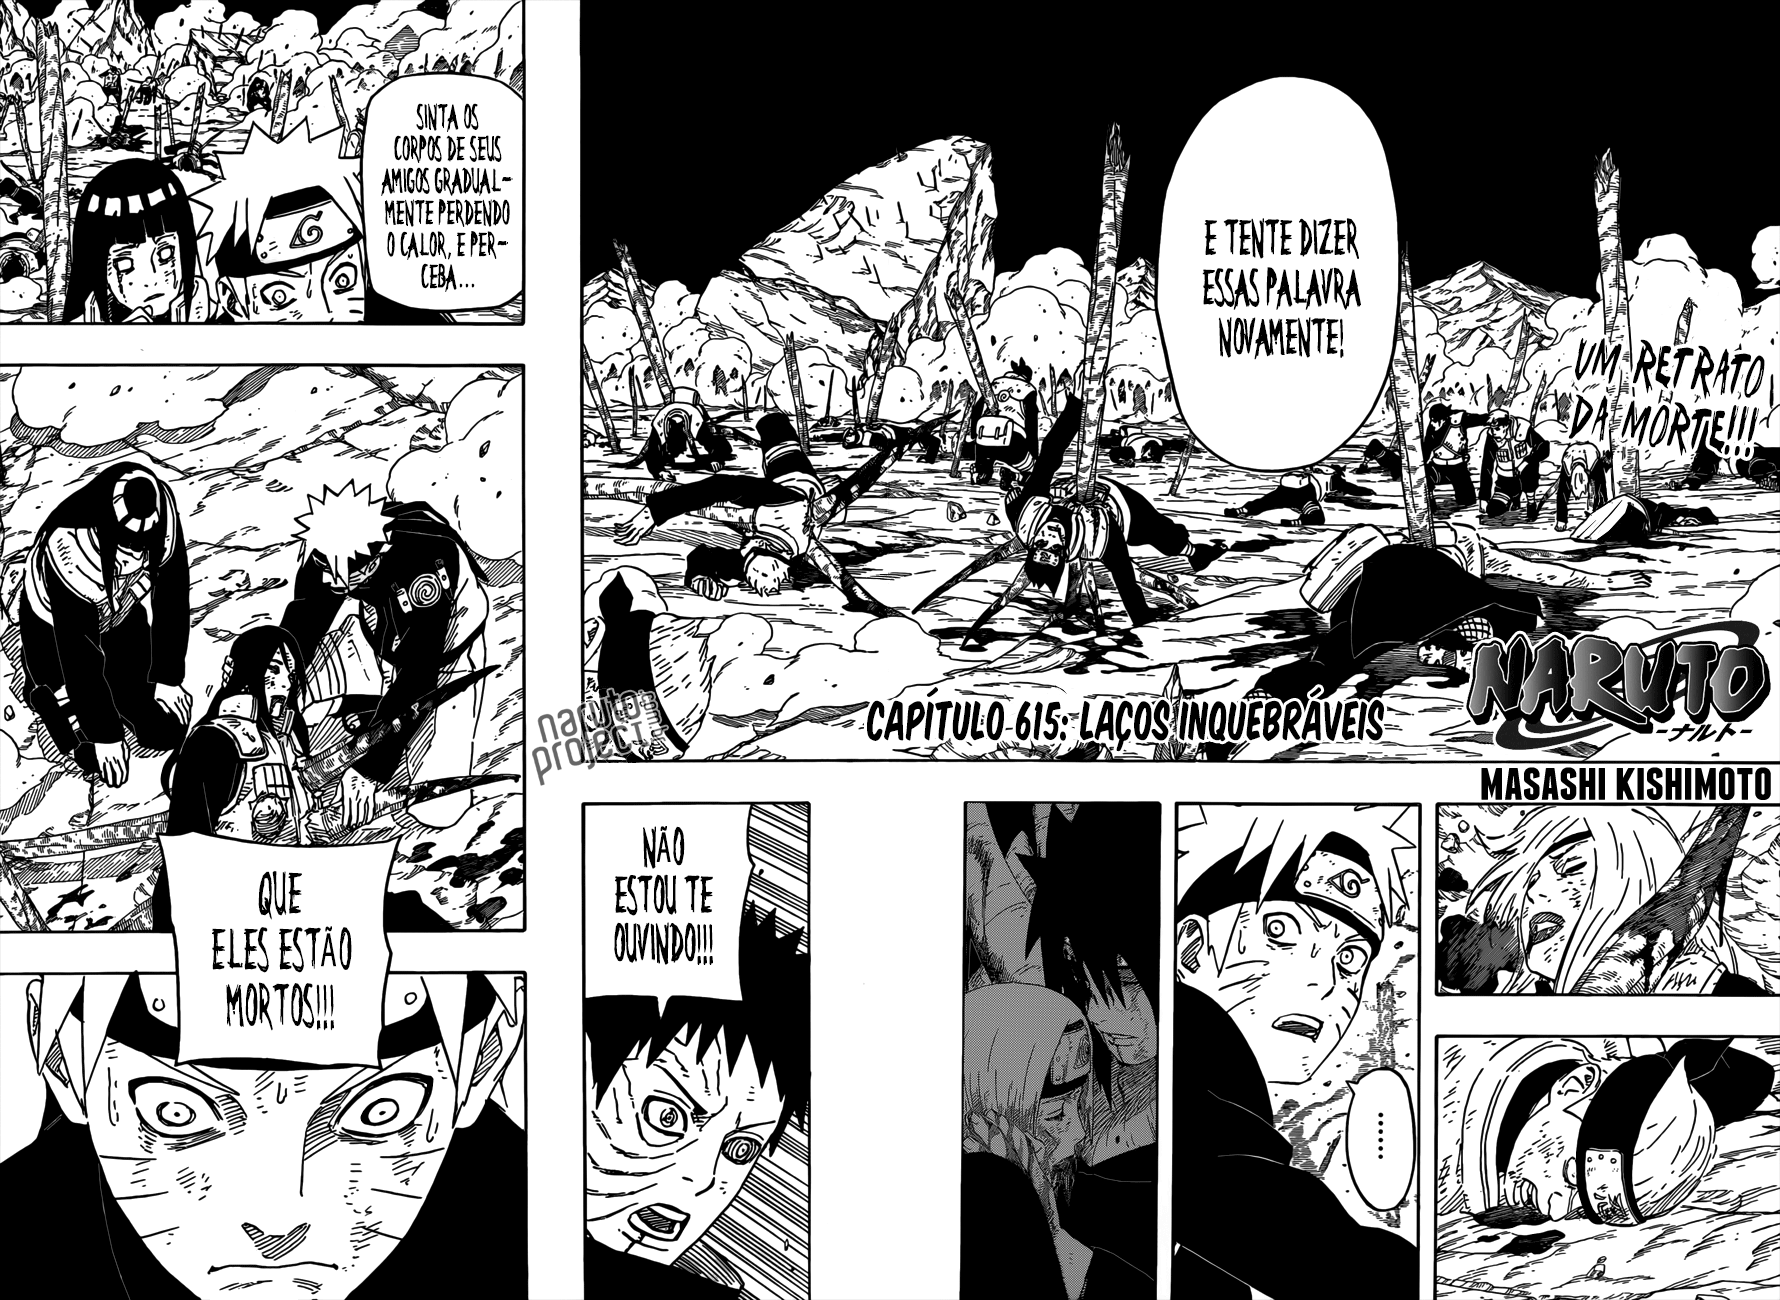 E TENTE DIZER
ESSAS PALAVRA
NOVAMENTE!
UM RETRATO
DA MORTE!!!
NARUTO
-ナルト-
CAPÍTULO 615: LAÇOS INQUEBRÁVEIS
MASASHI KISHIMOTO
naruto
project
........
NÃO
ESTOU TE
OUVINDO!!!
SINTA OS
CORPOS DE SEUS
AMIGOS GRADUAL-
MENTE PERDENDO
O CALOR, E PER-
CEBA...
QUE
ELES ESTÃO
MORTOS!!!